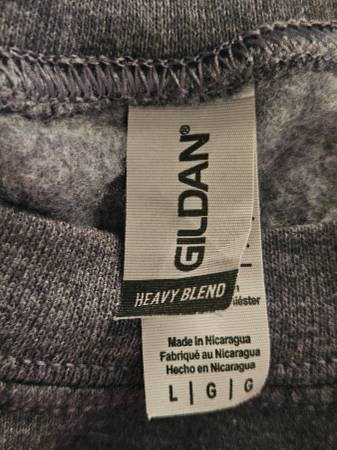 GILDAN®
HEAVY BLEND
Made in Nicaragua
Fabriqué au Nicaragua
Hecho en Nicaragua
L | G | G